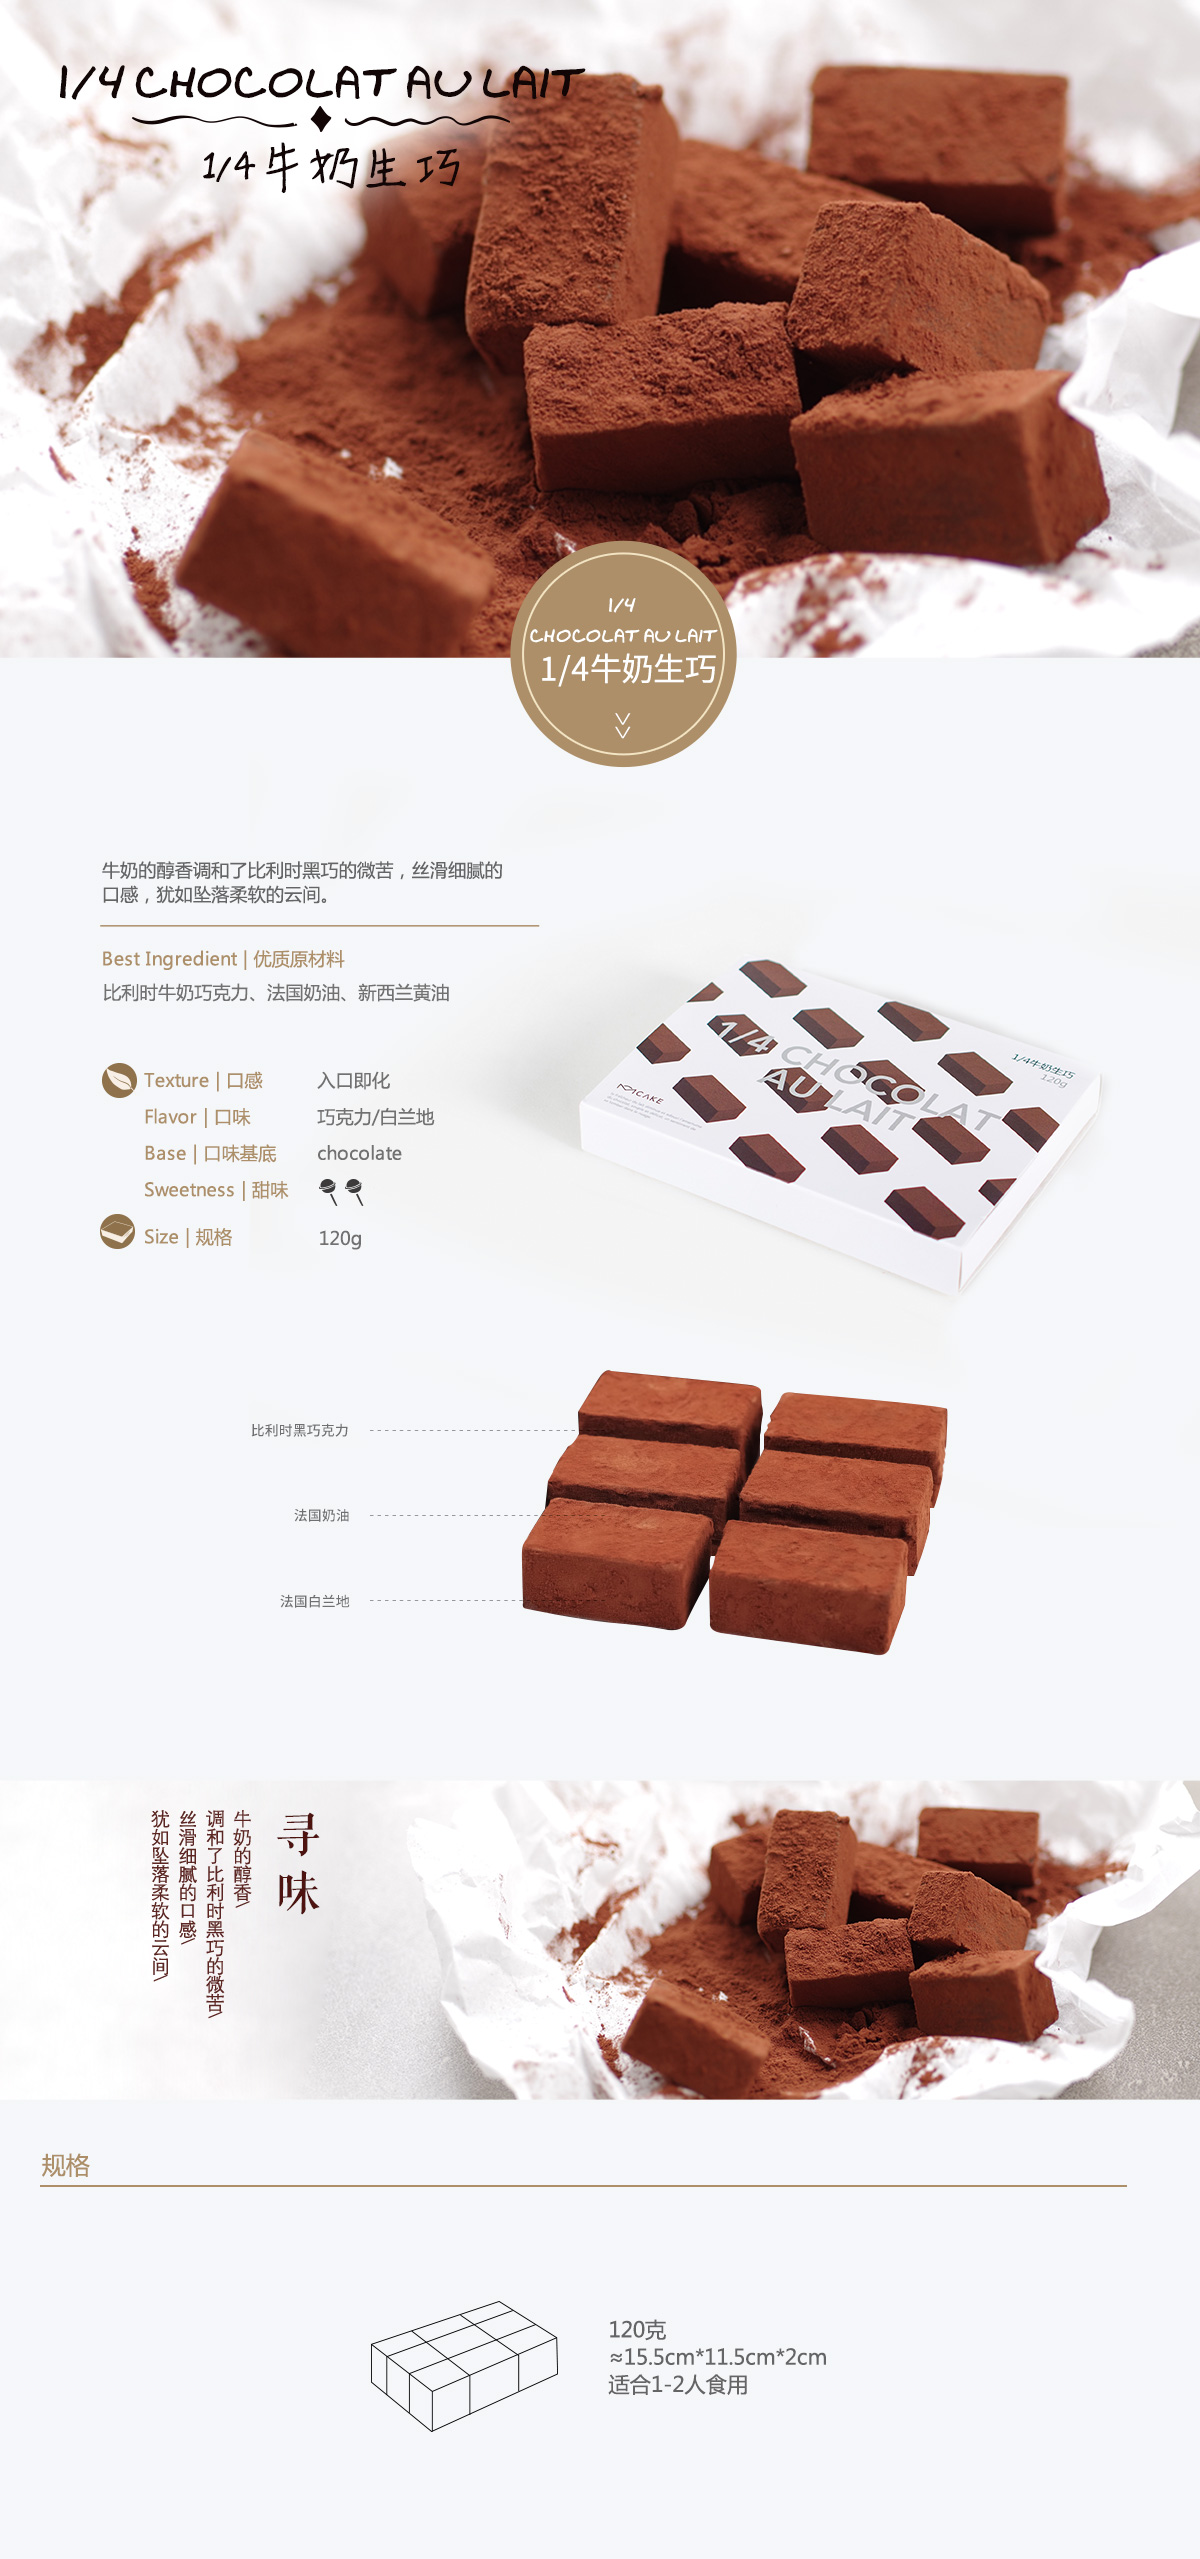 1/4 CHOCOLAT AU LAIT
1/4牛奶生巧
1/4
CHOCOLAT AU LAIT
1/4牛奶生巧
牛奶的醇香调和了比利时黑巧的微苦，丝滑细腻的
口感，犹如坠落柔软的云间。
Best Ingredient | 优质原材料
比利时牛奶巧克力、法国奶油、新西兰黄油
Texture | 口感 入口即化
Flavor | 口味 巧克力/白兰地
Base | 口味基底 chocolate
Sweetness | 甜味
Size | 规格 120g
1/4 CHOCOLAT
AU LAIT
1/4牛奶生巧
120g
MCAKE
比利时黑巧克力
法国奶油
法国白兰地
寻味
牛奶的醇香/
调和了比利时黑巧的微苦/
丝滑细腻的口感/
犹如坠落柔软的云间/
规格
120克
≈15.5cm*11.5cm*2cm
适合1-2人食用